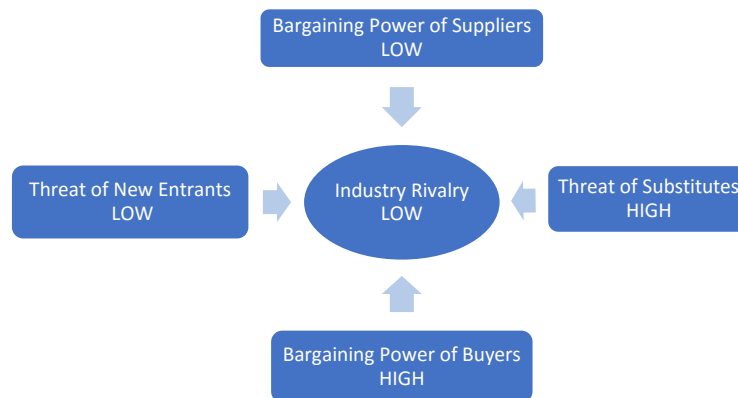 Bargaining Power of Suppliers
LOW
Threat of New Entrants
LOW
Industry Rivalry
LOW
Threat of Substitutes
HIGH
Bargaining Power of Buyers
HIGH